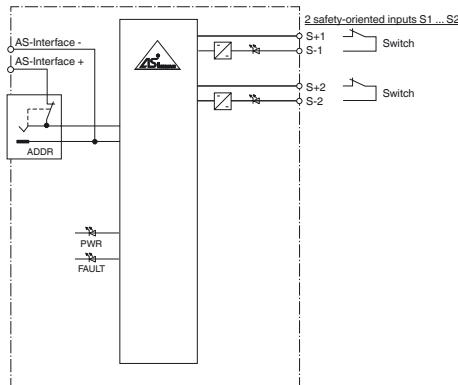 2 safety-oriented inputs S1 ... S2
AS-Interface -
AS-Interface +
ADDR
PWR
FAULT
S+1
S-1
Switch
S+2
S-2
Switch